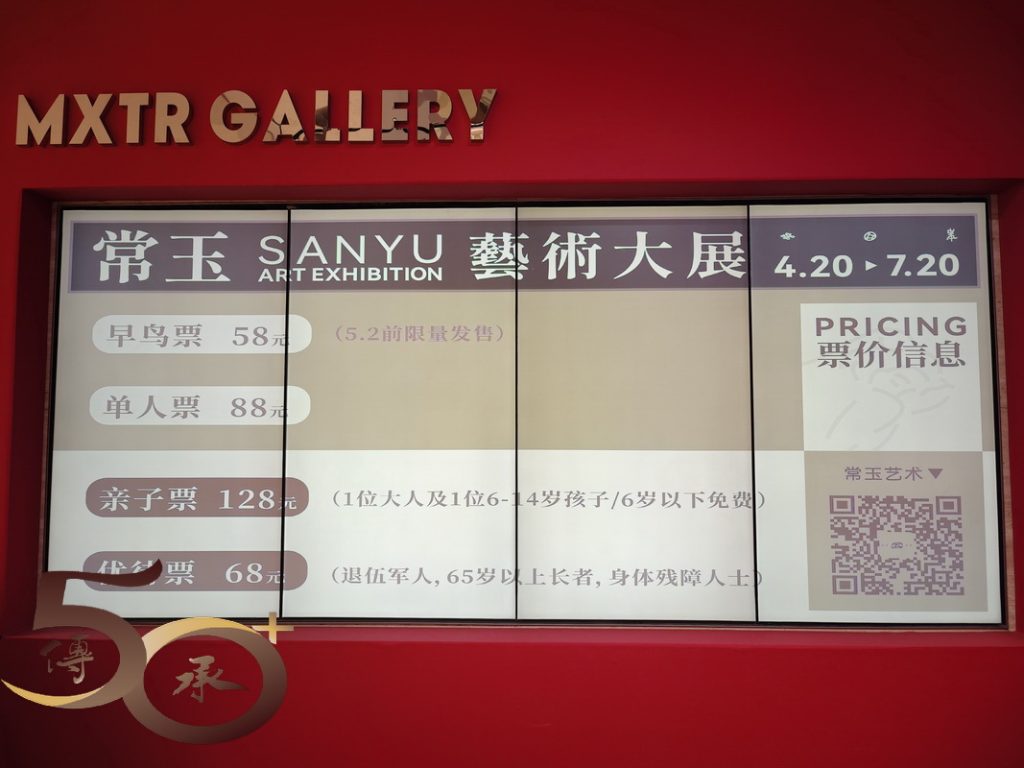 MXTR GALLERY
常玉 SANYU ART EXHIBITION 藝術大展 4.20 ▸ 7.20
早鸟票 58元 (5.2前限量发售)
单人票 88元
亲子票 128元 (1位大人及1位6-14岁孩子/6岁以下免费)
优待票 68元 (退伍军人, 65岁以上长者, 身体残障人士)
PRICING
票价信息
常玉艺术▼
50+
傳承